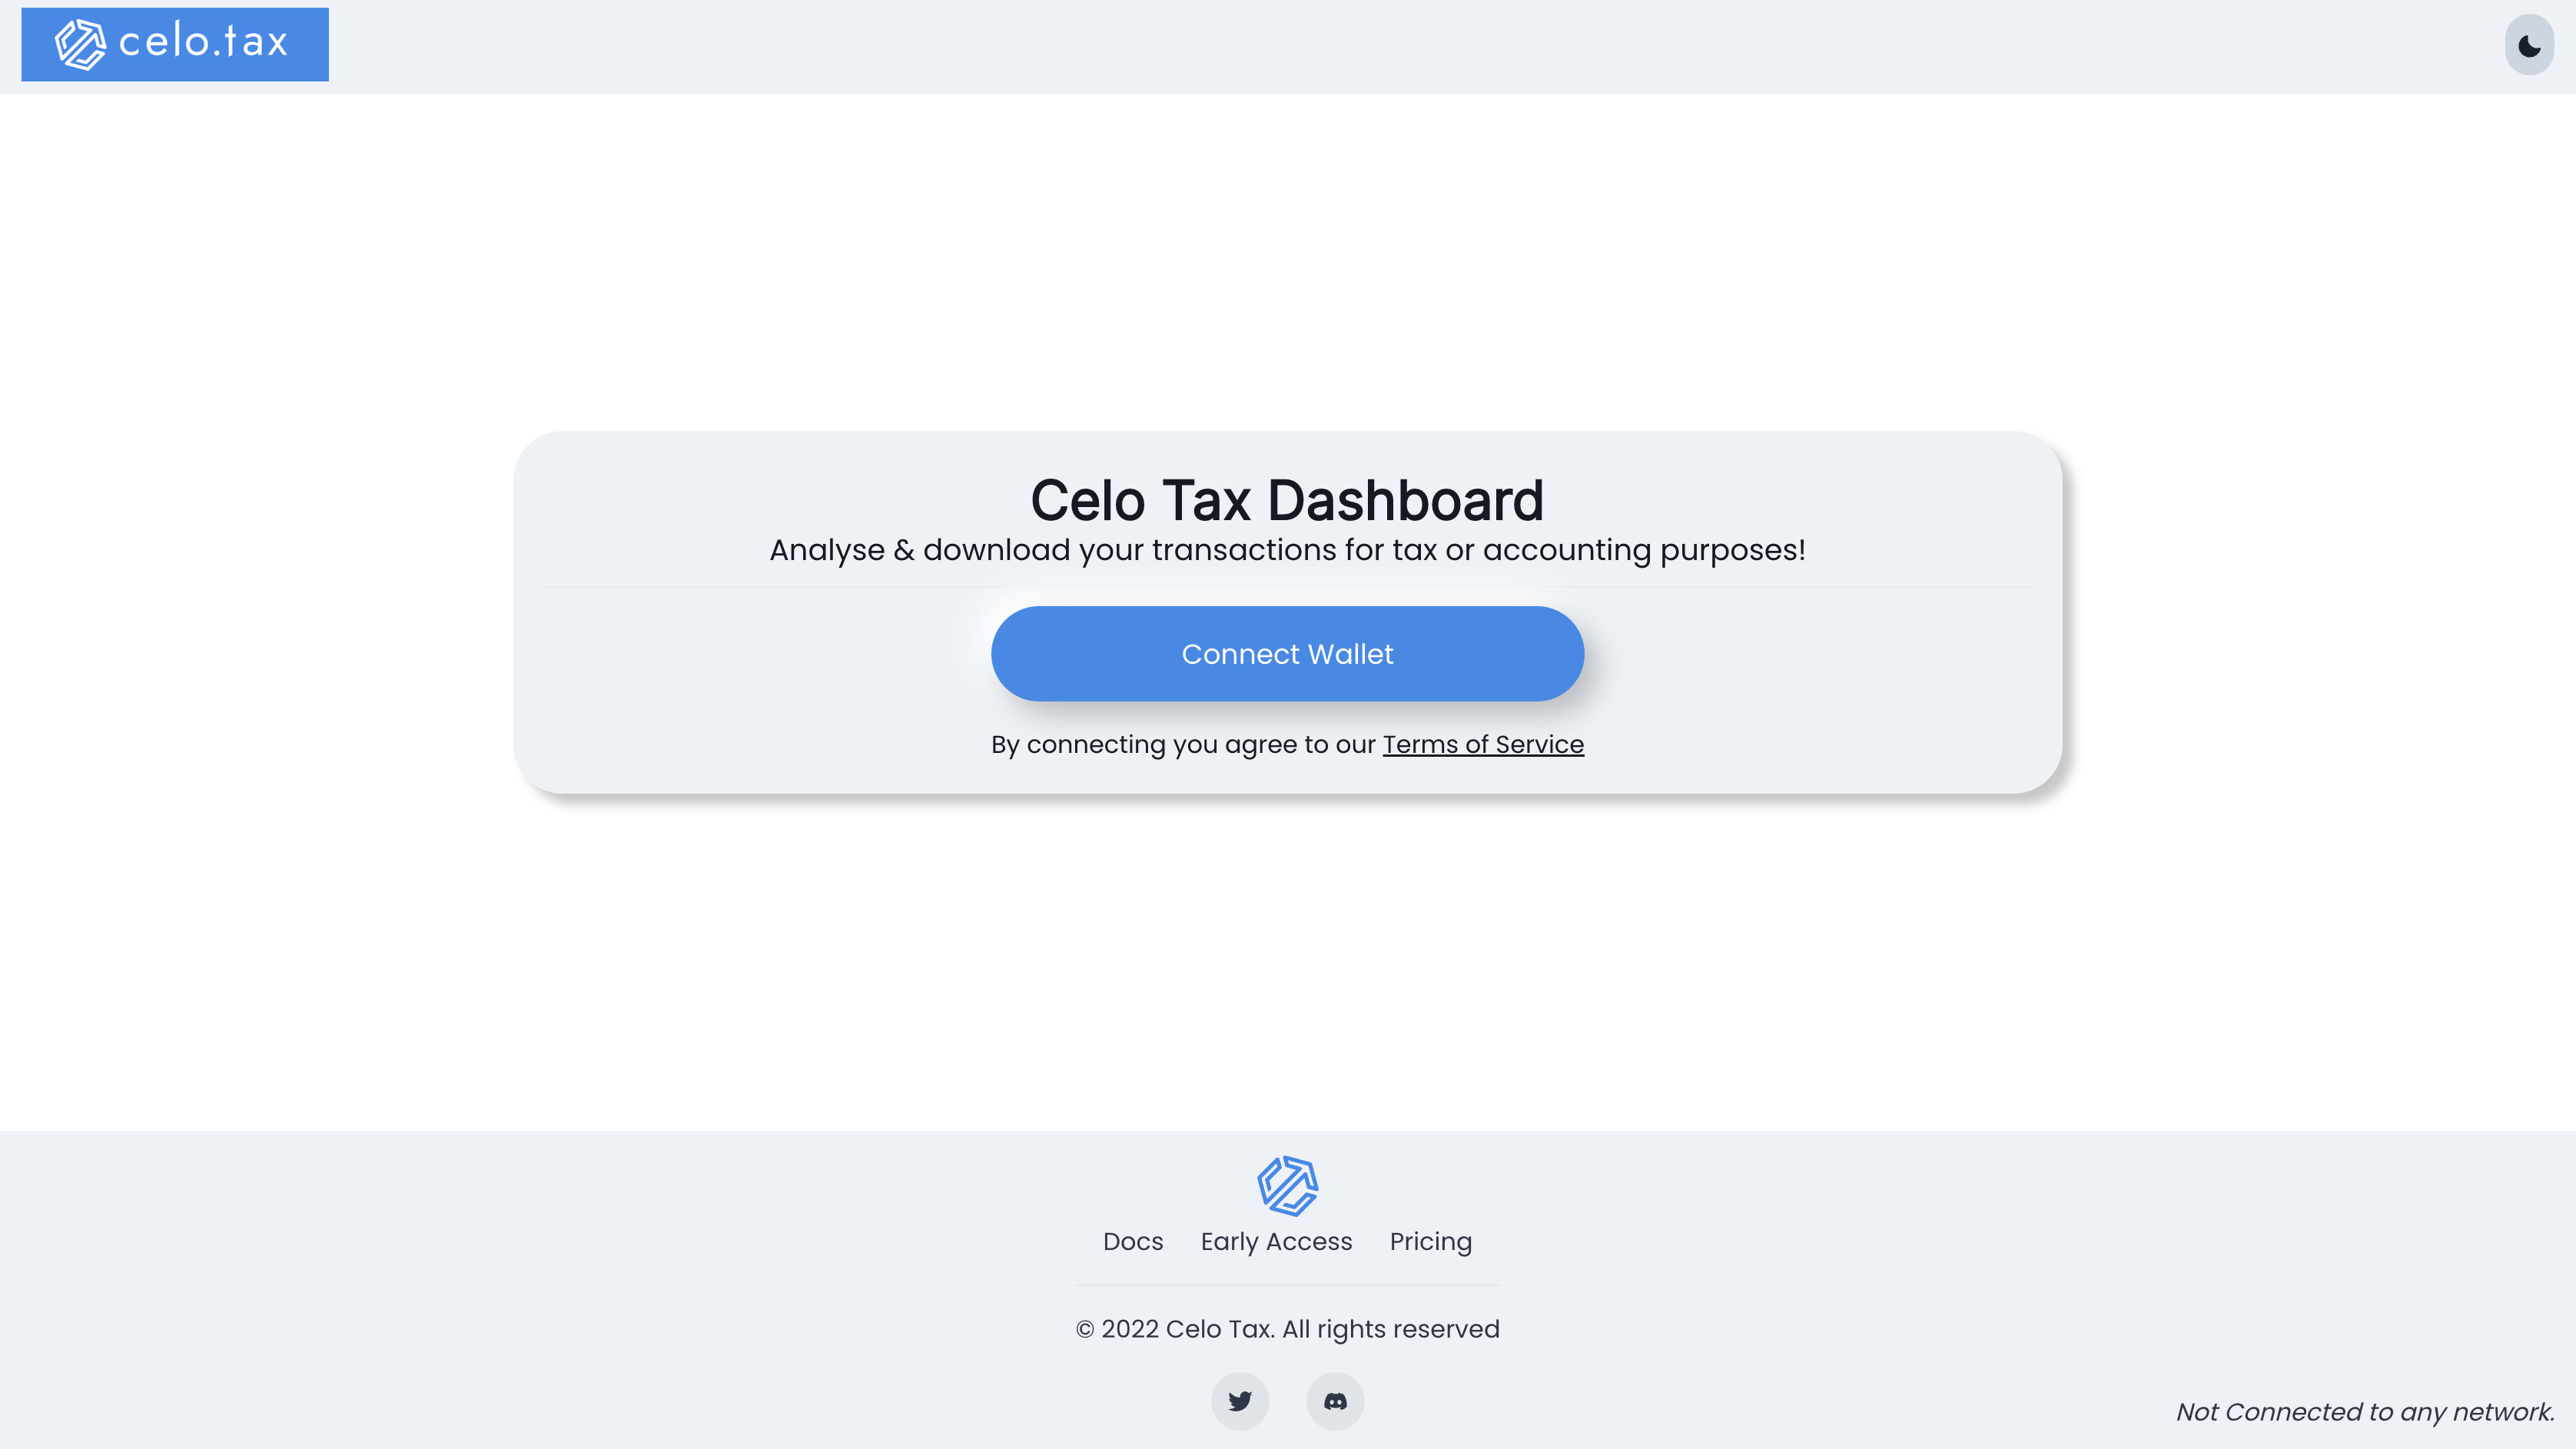 celo.tax
Celo Tax Dashboard
Analyse & download your transactions for tax or accounting purposes!
Connect Wallet
By connecting you agree to our Terms of Service
Docs Early Access Pricing
© 2022 Celo Tax. All rights reserved
Not Connected to any network.